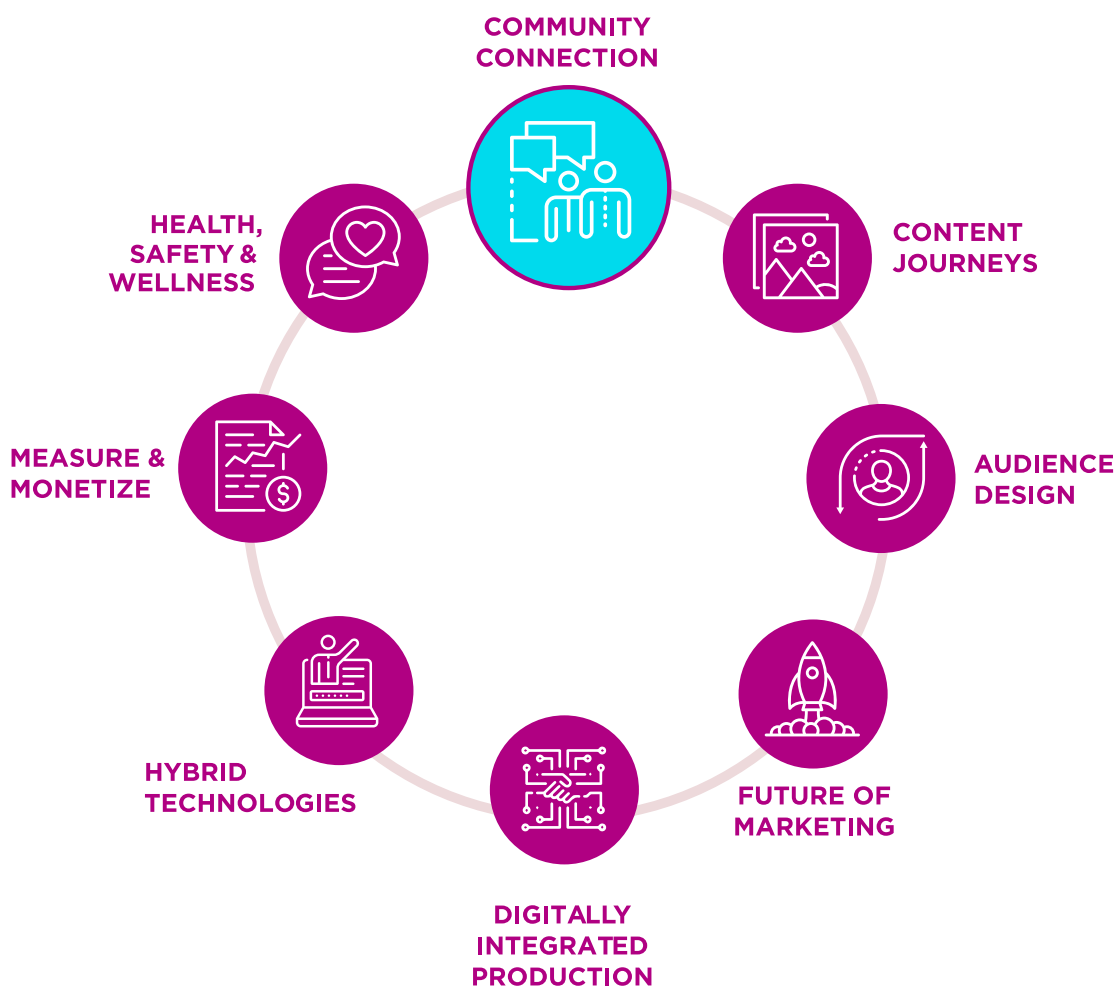 COMMUNITY
CONNECTION
CONTENT
JOURNEYS
AUDIENCE
DESIGN
FUTURE OF
MARKETING
DIGITALLY
INTEGRATED
PRODUCTION
HYBRID
TECHNOLOGIES
MEASURE &
MONETIZE
HEALTH,
SAFETY &
WELLNESS
$